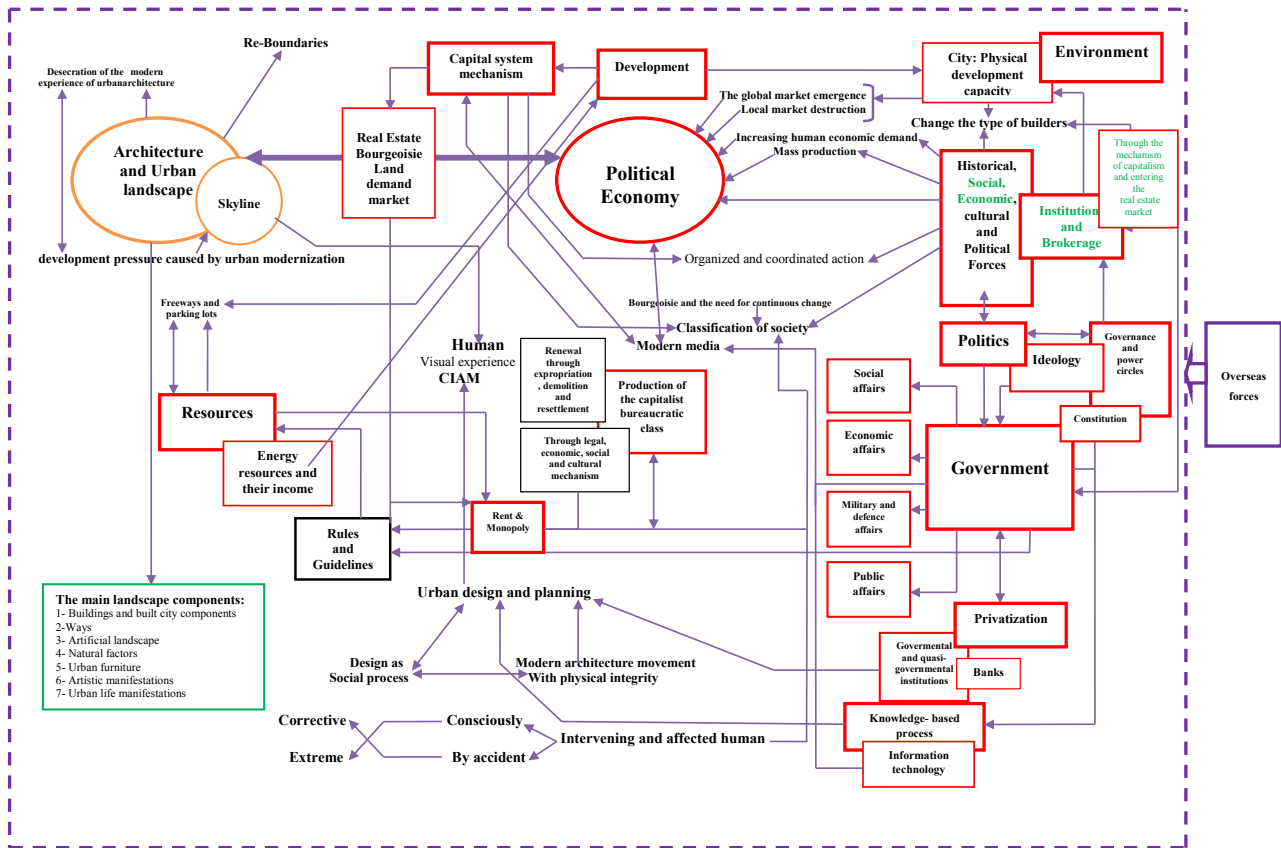 Re-Boundaries
Desecration of the modern
experience of urbanarchitecture
Capital system
mechanism
Development
City: Physical
development
capacity
Environment
The global market emergence
Local market destruction
Change the type of builders
Real Estate
Bourgeoisie
Land
demand
market
Architecture
and Urban
landscape
Skyline
Political
Economy
Increasing human economic demand
Mass production
Historical,
Social,
Economic,
cultural
and
Political
Forces
Through the
mechanism
of capitalism
and entering
the
real estate
market
Institution
and
Brokerage
development pressure caused by urban modernization
Organized and coordinated action
Freeways and
parking lots
Bourgeoisie and the need for continuous change
Classification of society
Modern media
Human
Visual experience
CIAM
Renewal
through
expropriation
, demolition
and
resettlement
Production of
the capitalist
bureaucratic
class
Through legal,
economic, social
and cultural
mechanism
Politics
Ideology
Governance
and
power
circles
Constitution
Overseas
forces
Social
affairs
Economic
affairs
Military and
defence
affairs
Public
affairs
Government
Resources
Energy
resources and
their income
Rules
and
Guidelines
Rent &
Monopoly
The main landscape components:
1- Buildings and built city components
2-Ways
3- Artificial landscape
4- Natural factors
5- Urban furniture
6- Artistic manifestations
7- Urban life manifestations
Urban design and planning
Design as
Social process
Modern architecture movement
With physical integrity
Privatization
Govermental
and quasi-
governmental
institutions
Banks
Knowledge- based
process
Information
technology
Corrective
Consciously
Intervening and affected human
Extreme
By accident